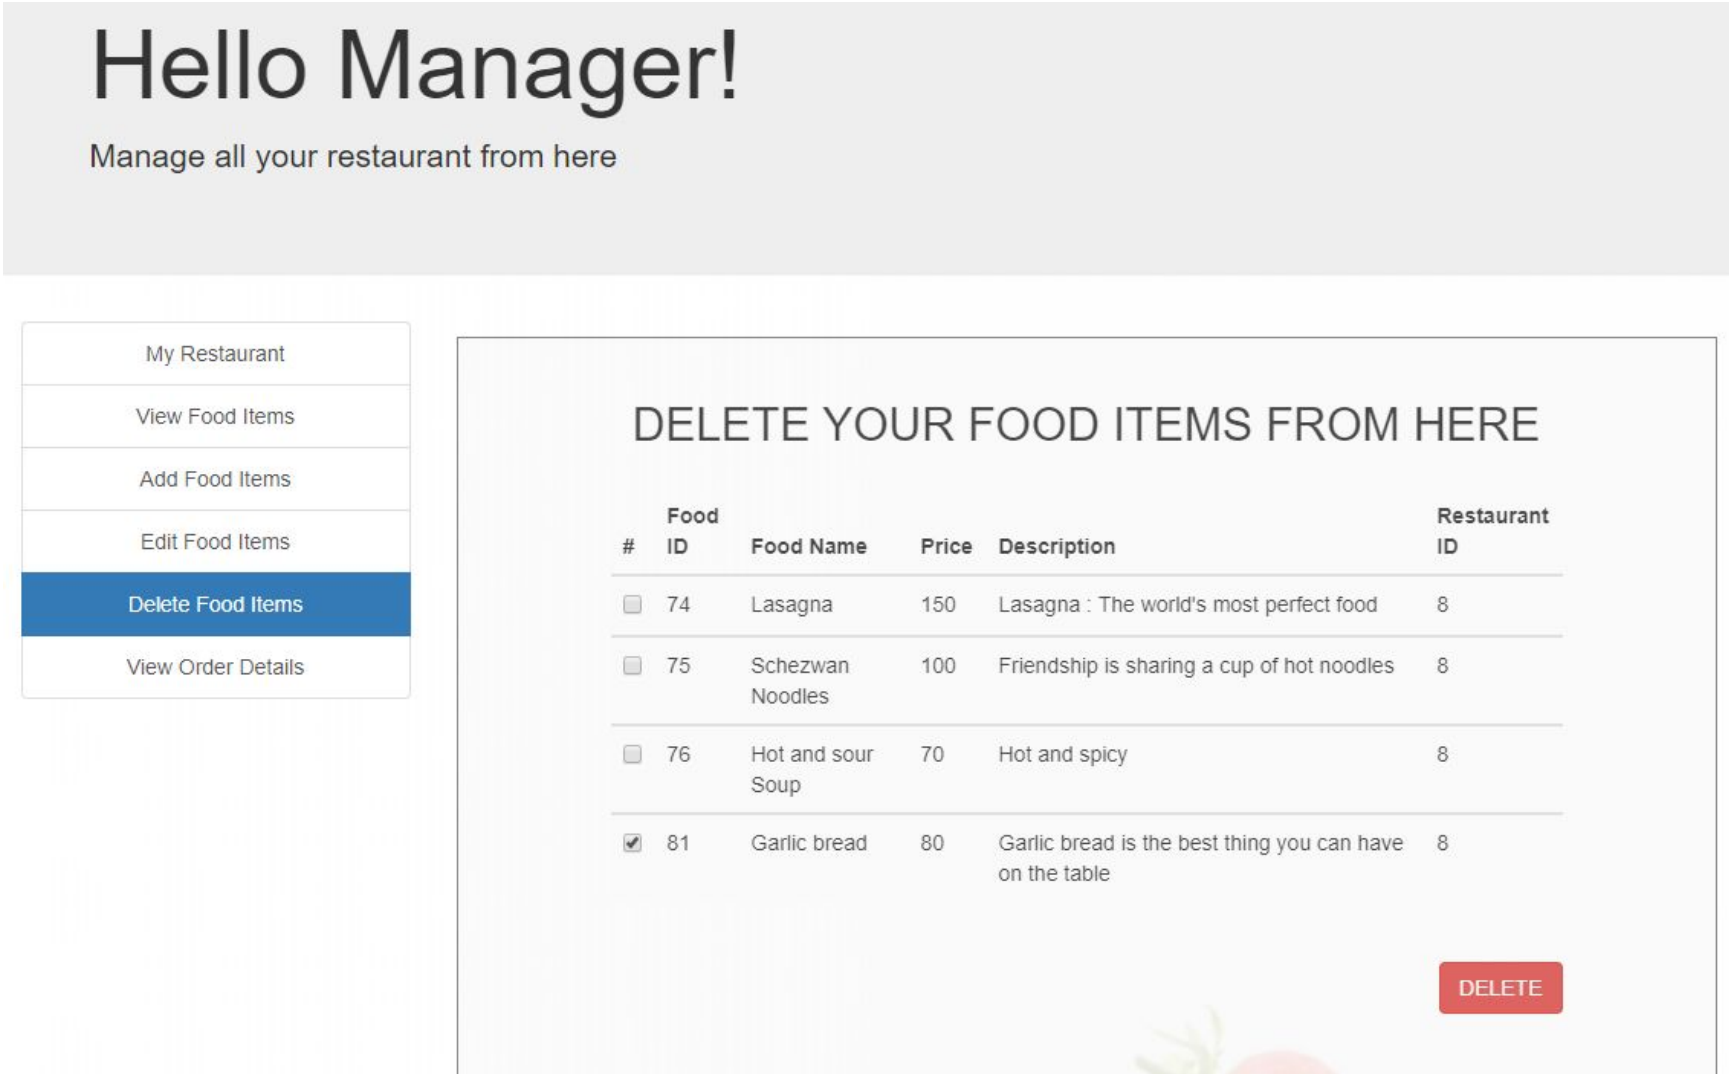 Hello Manager!
Manage all your restaurant from here
My Restaurant
View Food Items
Add Food Items
Edit Food Items
Delete Food Items
View Order Details
DELETE YOUR FOOD ITEMS FROM HERE
# Food ID Food Name Price Description Restaurant ID
74 Lasagna 150 Lasagna : The world's most perfect food 8
75 Schezwan Noodles 100 Friendship is sharing a cup of hot noodles 8
76 Hot and sour Soup 70 Hot and spicy 8
81 Garlic bread 80 Garlic bread is the best thing you can have on the table 8
DELETE